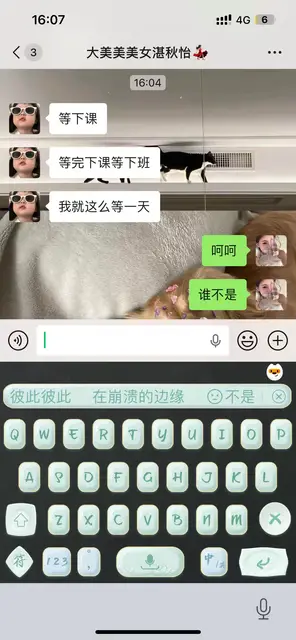 16:07
4G 6
3
大美美美女湛秋怡💃
16:04
等下课
等完下课等下班
我就这么等一天
呵呵
谁不是
彼此彼此 在崩溃的边缘 不是
Q W E R T Y U I O P
A S D F G H J K L
Z X C V B N M
符 123 中/英